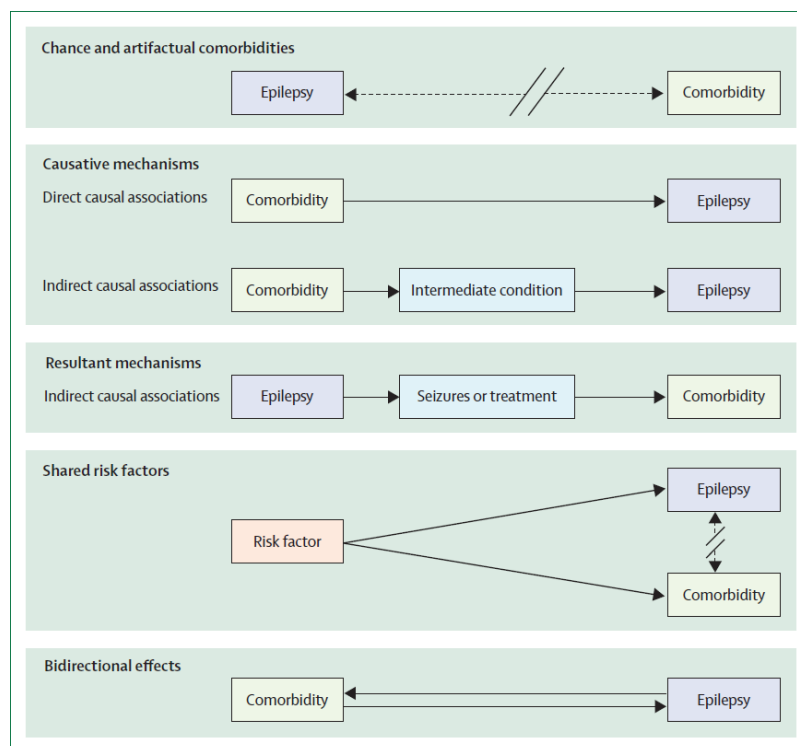 Chance and artifactual comorbidities
Epilepsy
Comorbidity
Causative mechanisms
Direct causal associations
Comorbidity
Epilepsy
Indirect causal associations
Comorbidity
Intermediate condition
Epilepsy
Resultant mechanisms
Indirect causal associations
Epilepsy
Seizures or treatment
Comorbidity
Shared risk factors
Epilepsy
Risk factor
Comorbidity
Bidirectional effects
Comorbidity
Epilepsy